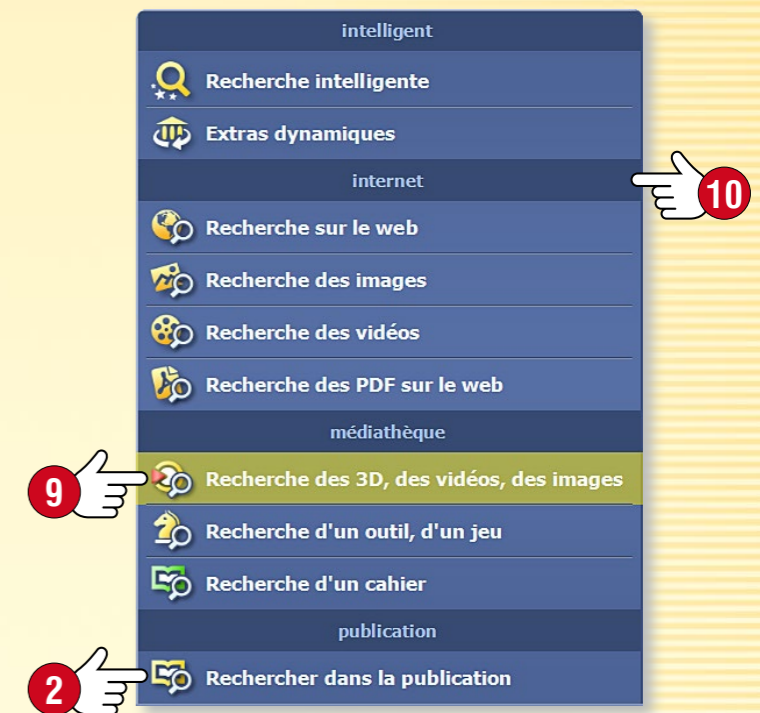 intelligent
Recherche intelligente
Extras dynamiques
internet
10
Recherche sur le web
Recherche des images
Recherche des vidéos
Recherche des PDF sur le web
médiathèque
9
Recherche des 3D, des vidéos, des images
Recherche d'un outil, d'un jeu
Recherche d'un cahier
publication
2
Rechercher dans la publication